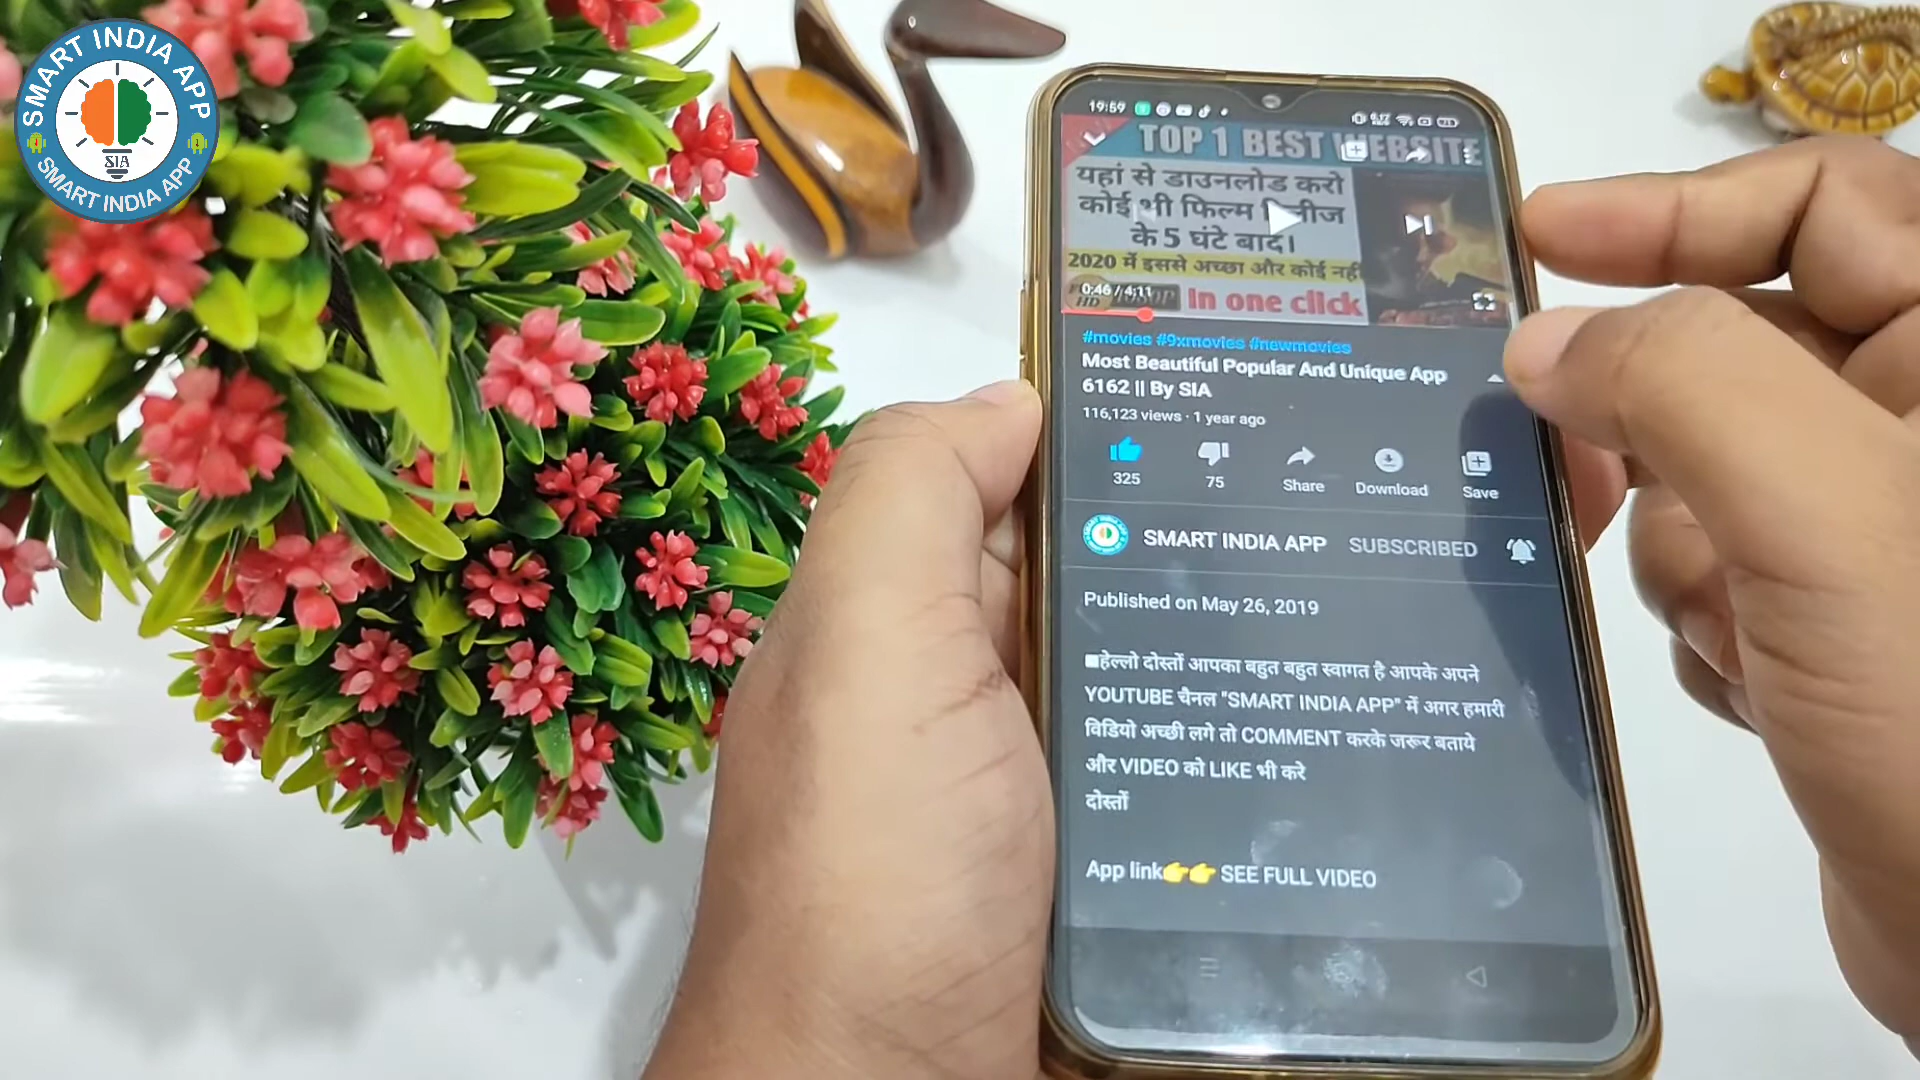 SMART INDIA APP
SIA
SMART INDIA APP
19:59
TOP 1 BEST WEBSITE
यहां से डाउनलोड करो
कोई भी फिल्म रिलीज
के 5 घंटे बाद।
2020 में इससे अच्छा और कोई नही
0:46 / 4:11
HD
In one click
#movies #9xmovies #newmovies
Most Beautiful Popular And Unique App
6162 || By SIA
116,123 views · 1 year ago
325
75
Share
Download
Save
SMART INDIA APP
SUBSCRIBED
Published on May 26, 2019
■हेल्लो दोस्तों आपका बहुत बहुत स्वागत है आपके अपने
YOUTUBE चैनल "SMART INDIA APP" में अगर हमारी
विडियो अच्छी लगे तो COMMENT करके जरूर बताये
और VIDEO को LIKE भी करे
दोस्तों
App link👉👉 SEE FULL VIDEO